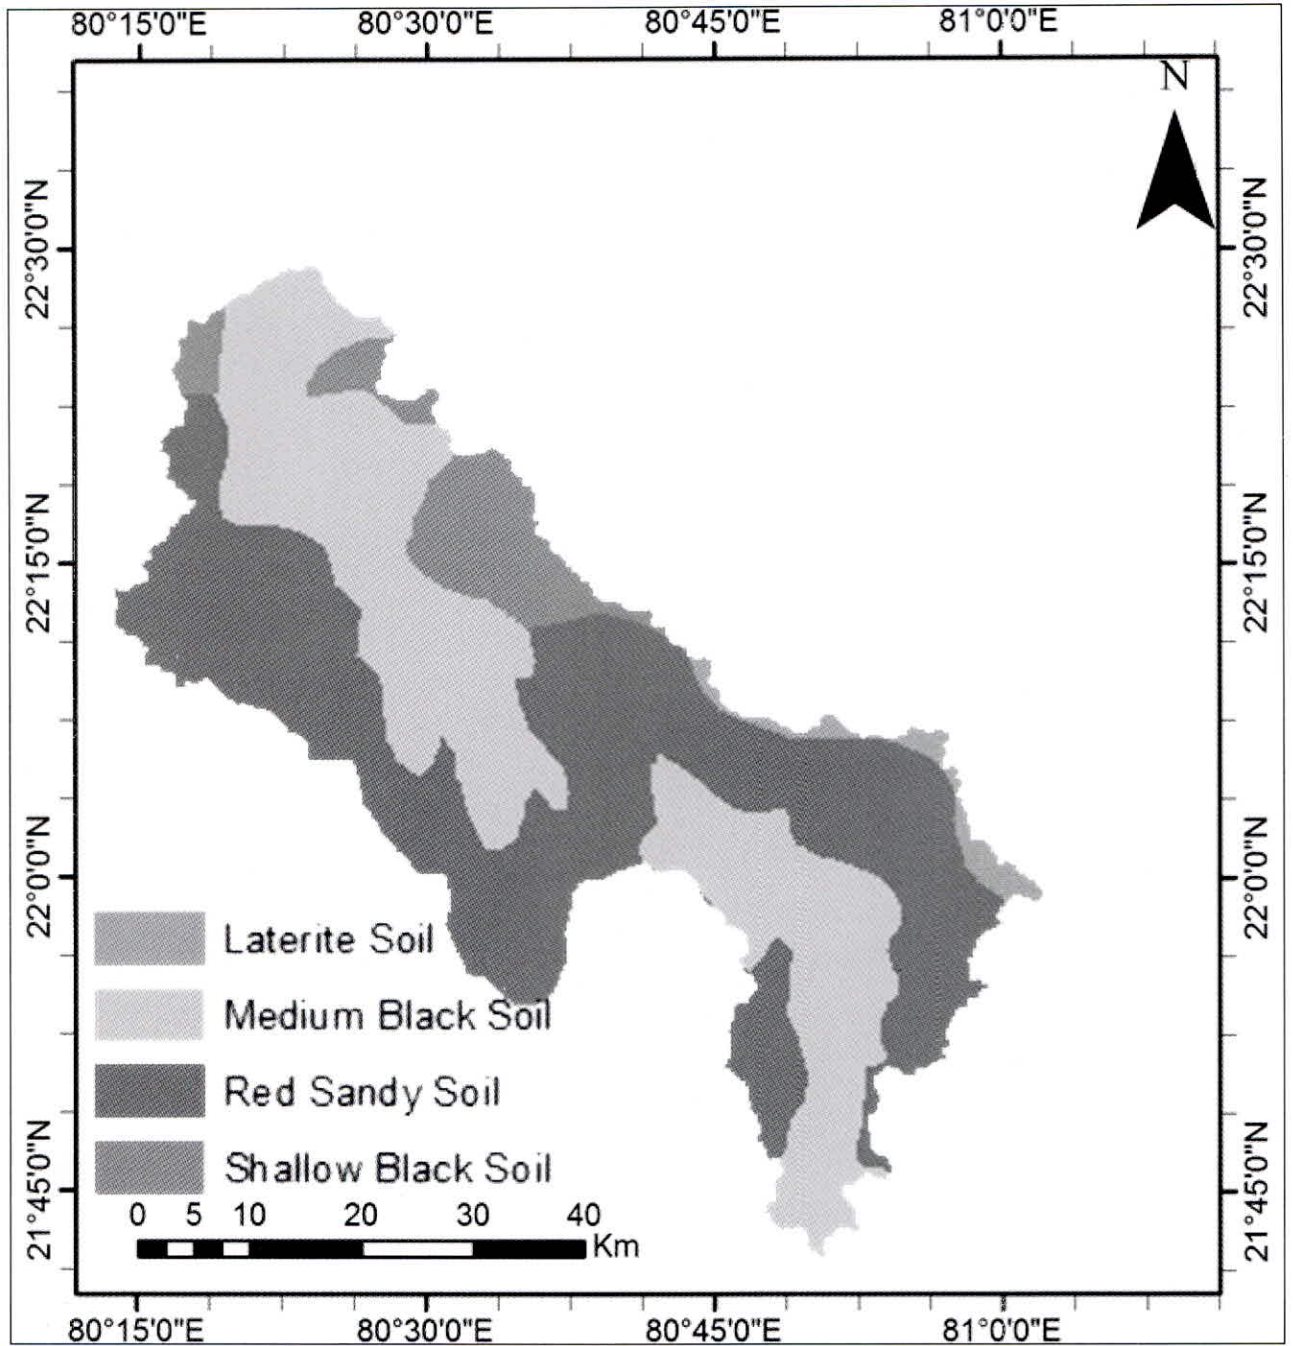 80°15'0"E 80°30'0"E 80°45'0"E 81°0'0"E
N
22°30'0"N 22°30'0"N
22°15'0"N 22°15'0"N
22°0'0"N 22°0'0"N
Laterite Soil
Medium Black Soil
Red Sandy Soil
Shallow Black Soil
21°45'0"N 21°45'0"N
0 5 10 20 30 40
Km
80°15'0"E 80°30'0"E 80°45'0"E 81°0'0"E